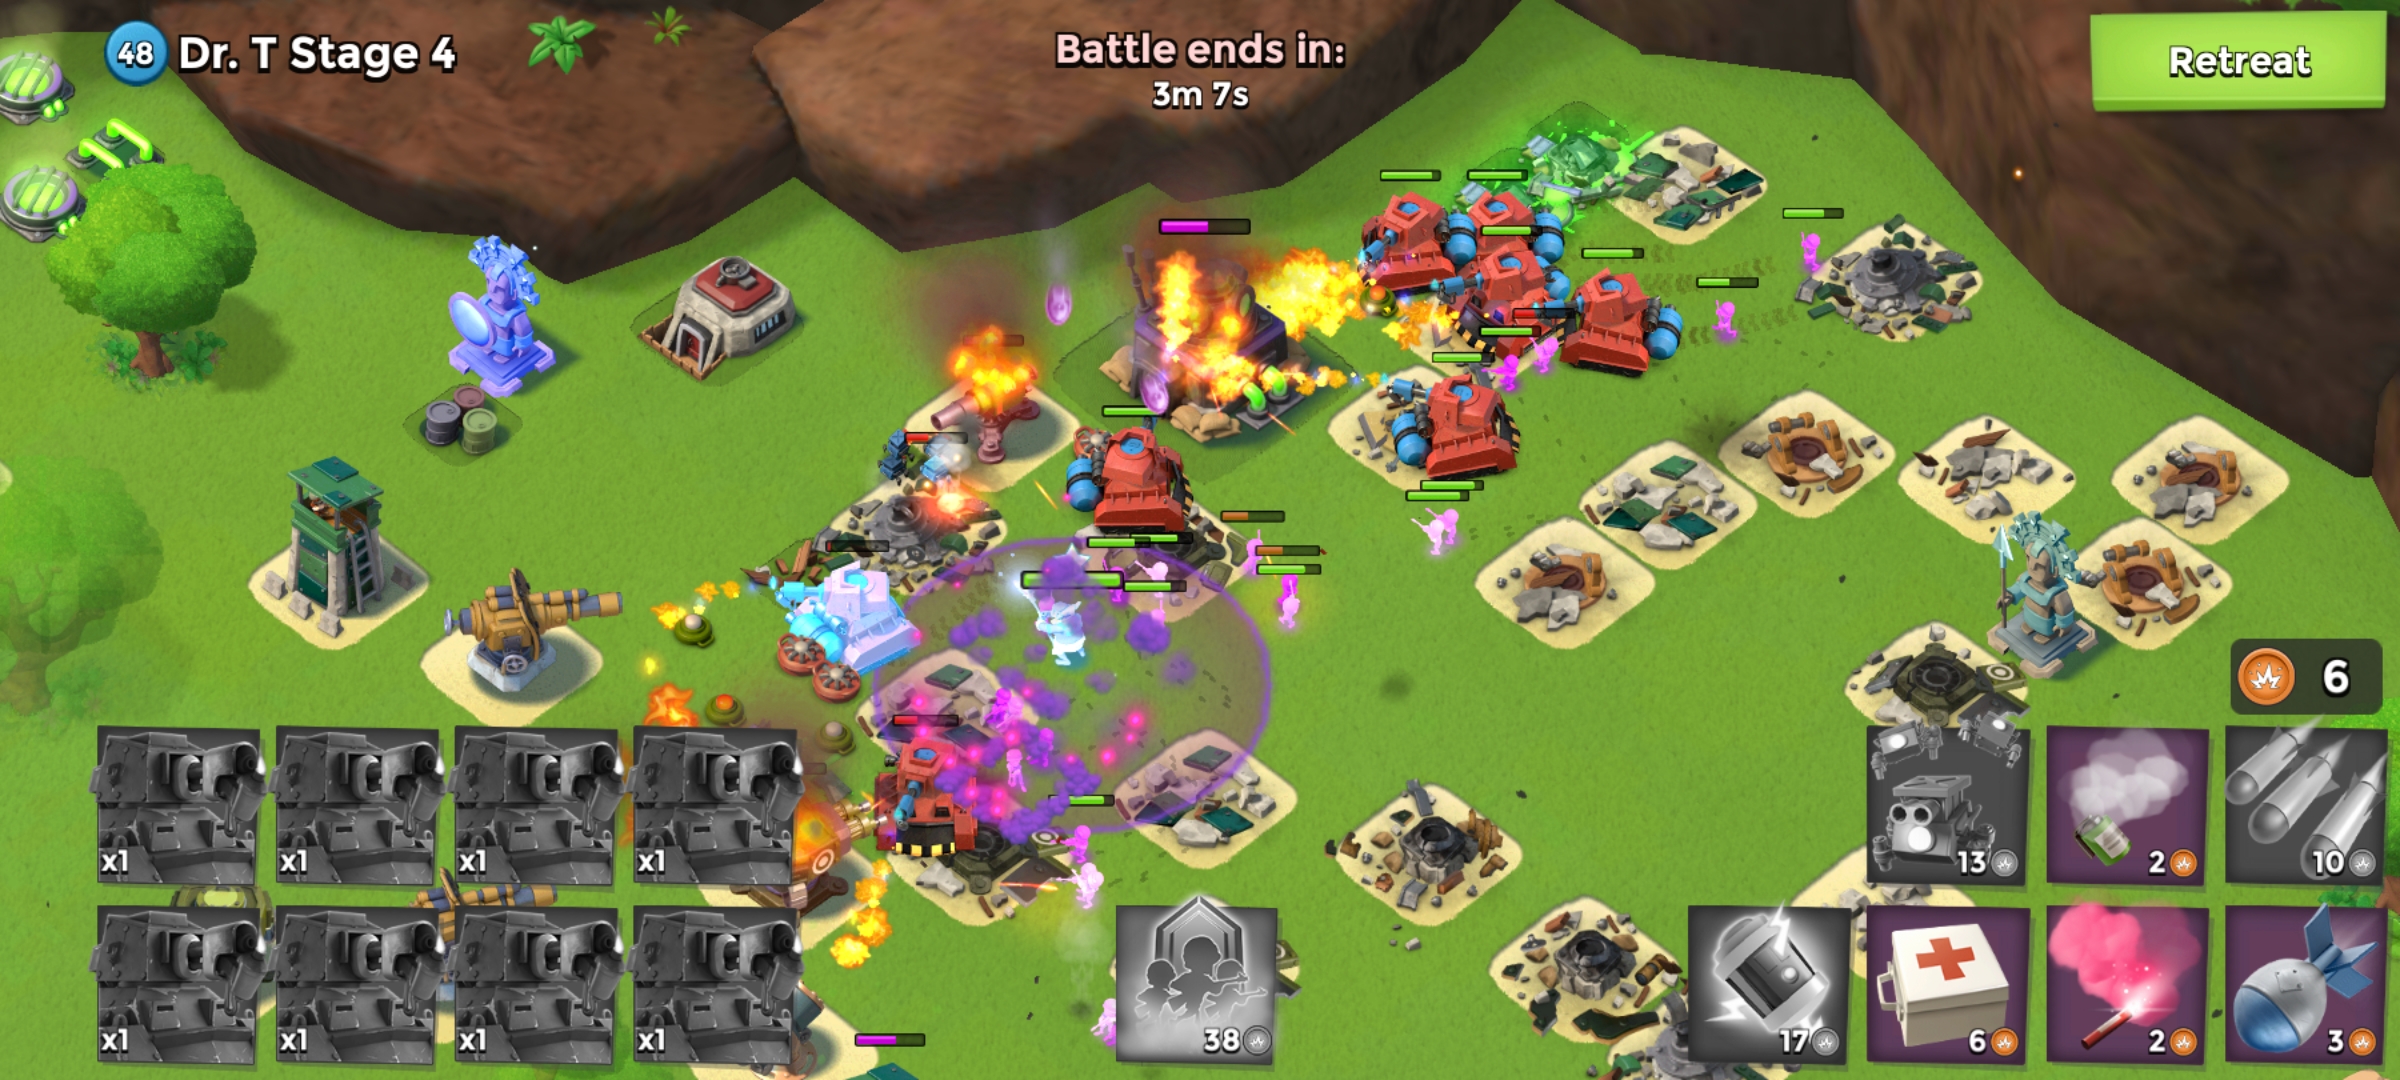 48 Dr. T Stage 4
Battle ends in:
3m 7s
Retreat
6
x1 x1 x1 x1
13 2 10
x1 x1 x1 x1
38 17 6 2 3